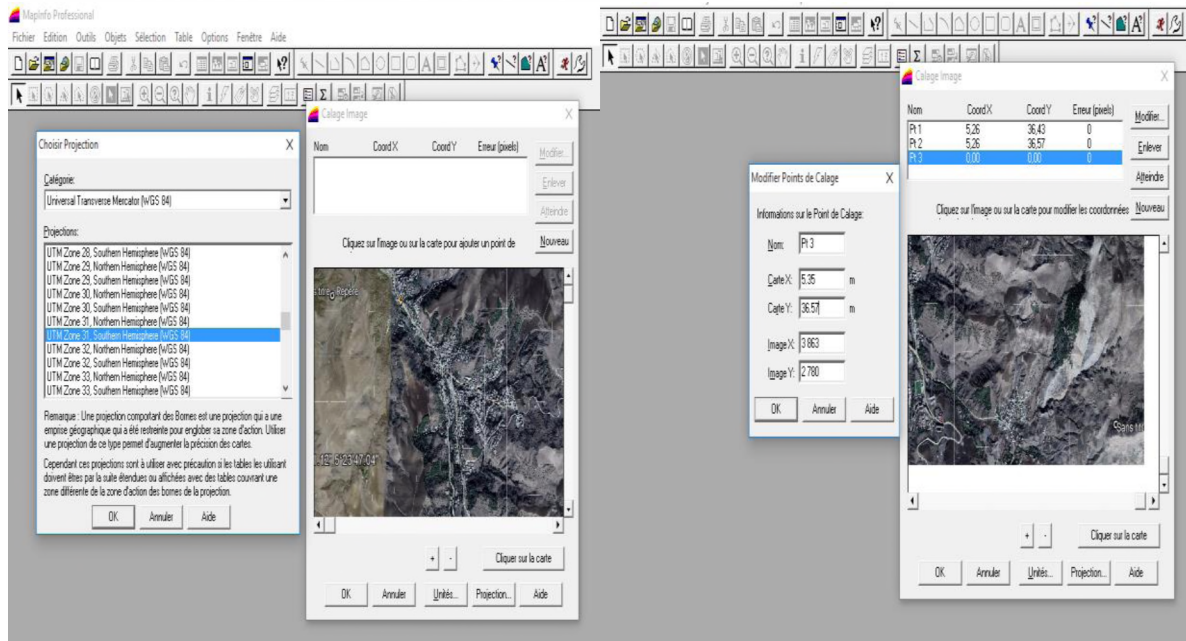 Mapinfo Professional
Fichier Edition Outils Objets Sélection Table Options Fenêtre Aide
Choisir Projection
Catégorie:
Universal Transverse Mercator (WGS 84)
Projections:
UTM Zone 28, Southern Hemisphere (WGS 84)
UTM Zone 29, Northern Hemisphere (WGS 84)
UTM Zone 29, Southern Hemisphere (WGS 84)
UTM Zone 30, Northern Hemisphere (WGS 84)
UTM Zone 30, Southern Hemisphere (WGS 84)
UTM Zone 31, Northern Hemisphere (WGS 84)
UTM Zone 31, Southern Hemisphere (WGS 84)
UTM Zone 32, Northern Hemisphere (WGS 84)
UTM Zone 32, Southern Hemisphere (WGS 84)
UTM Zone 33, Northern Hemisphere (WGS 84)
UTM Zone 33, Southern Hemisphere (WGS 84)
Remarque : Une projection comportant des Bornes est une projection qui a une
emprise géographique qui a été restreinte pour englober sa zone d'action. Utiliser
une projection de ce type permet d'augmenter la précision des cartes.
Cependant ces projections sont à utiliser avec précaution si les tables les utilisant
doivent êtres par la suite étendues ou affichées avec des tables couvrant une
zone différente de la zone d'action des bornes de la projection.
OK Annuler Aide
Calage Image
Nom Coord X Coord Y Erreur (pixels)
Modifier...
Enlever
Atteindre
Cliquez sur l'image ou sur la carte pour ajouter un point de
Nouveau
Repère
5°23'47.04"
+ - Cliquer sur la carte
OK Annuler Unités... Projection... Aide
Modifier Points de Calage
Informations sur le Point de Calage:
Nom: Pt 3
Carte X: 5.35 m
Carte Y: 36.57 m
Image X: 3 863
Image Y: 2 780
OK Annuler Aide
Calage Image
Nom Coord X Coord Y Erreur (pixels)
Pt 1 5,26 36,43 0
Pt 2 5,26 36,57 0
Pt 3 0,00 0,00 0
Modifier...
Enlever
Atteindre
Cliquez sur l'image ou sur la carte pour modifier les coordonnées
Nouveau
Sans tit
+ - Cliquer sur la carte
OK Annuler Unités... Projection... Aide